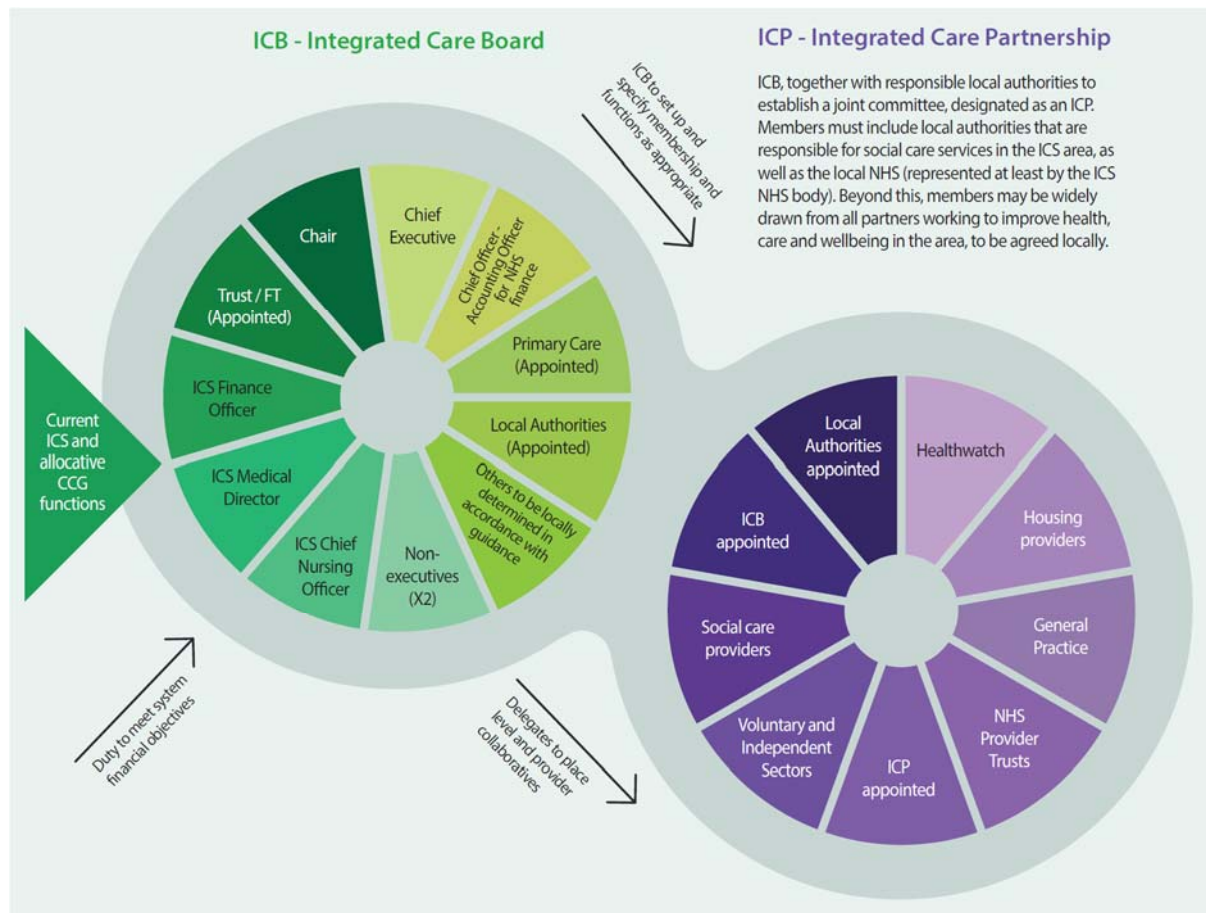 ICB - Integrated Care Board
ICP - Integrated Care Partnership
ICB, together with responsible local authorities to
establish a joint committee, designated as an ICP.
Members must include local authorities that are
responsible for social care services in the ICS area, as
well as the local NHS (represented at least by the ICS
NHS body). Beyond this, members may be widely
drawn from all partners working to improve health,
care and wellbeing in the area, to be agreed locally.
ICB to set up and
specify membership and
functions as appropriate
Current
ICS and
allocative
CCG
functions
Chair
Chief
Executive
Chief Officer -
Accounting Officer
for NHS
finance
Primary Care
(Appointed)
Local Authorities
(Appointed)
Others to be locally
determined in
accordance with
guidance
Non-
executives
(X2)
ICS Chief
Nursing
Officer
ICS Medical
Director
ICS Finance
Officer
Trust / FT
(Appointed)
Duty to meet system
financial objectives
Delegates to place
level and provider
collaboratives
Local
Authorities
appointed
Healthwatch
Housing
providers
General
Practice
NHS
Provider
Trusts
ICP
appointed
Voluntary and
Independent
Sectors
Social care
providers
ICB
appointed